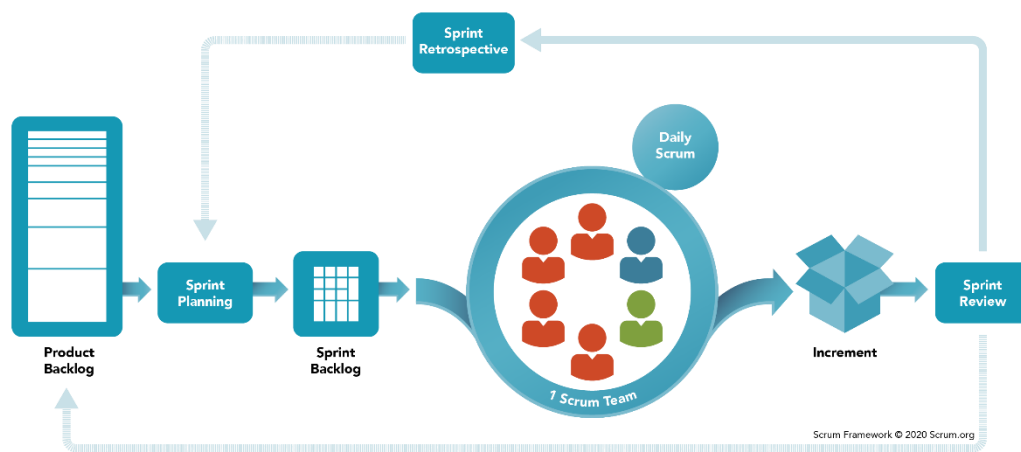 Sprint
Retrospective
Daily
Scrum
Sprint
Planning
Sprint
Review
Product
Backlog
Sprint
Backlog
Increment
1 Scrum Team
Scrum Framework © 2020 Scrum.org